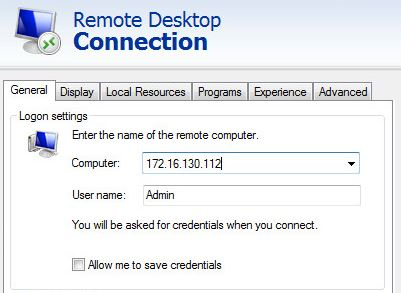 Remote Desktop
Connection
General Display Local Resources Programs Experience Advanced
Logon settings
Enter the name of the remote computer.
Computer: 172.16.130.112
User name: Admin
You will be asked for credentials when you connect.
Allow me to save credentials